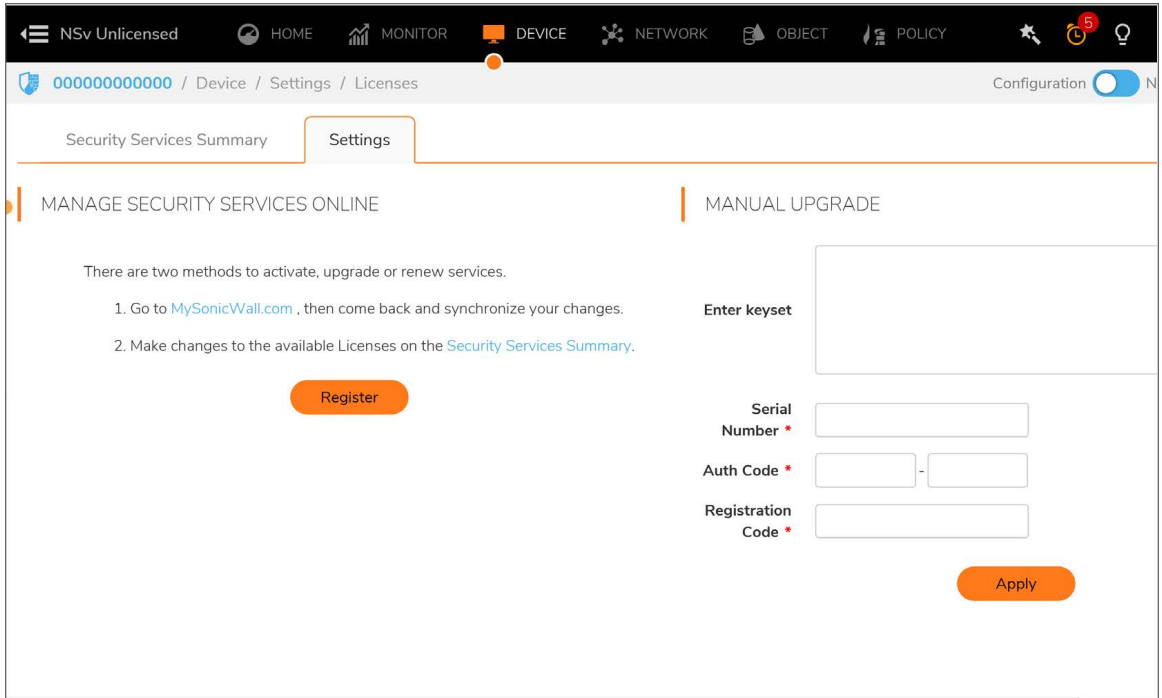 NSv Unlicensed HOME MONITOR DEVICE NETWORK OBJECT POLICY 5
000000000000 / Device / Settings / Licenses Configuration N
Security Services Summary Settings
MANAGE SECURITY SERVICES ONLINE
There are two methods to activate, upgrade or renew services.
1. Go to MySonicWall.com , then come back and synchronize your changes.
2. Make changes to the available Licenses on the Security Services Summary.
Register
MANUAL UPGRADE
Enter keyset
Serial
Number *
Auth Code * -
Registration
Code *
Apply